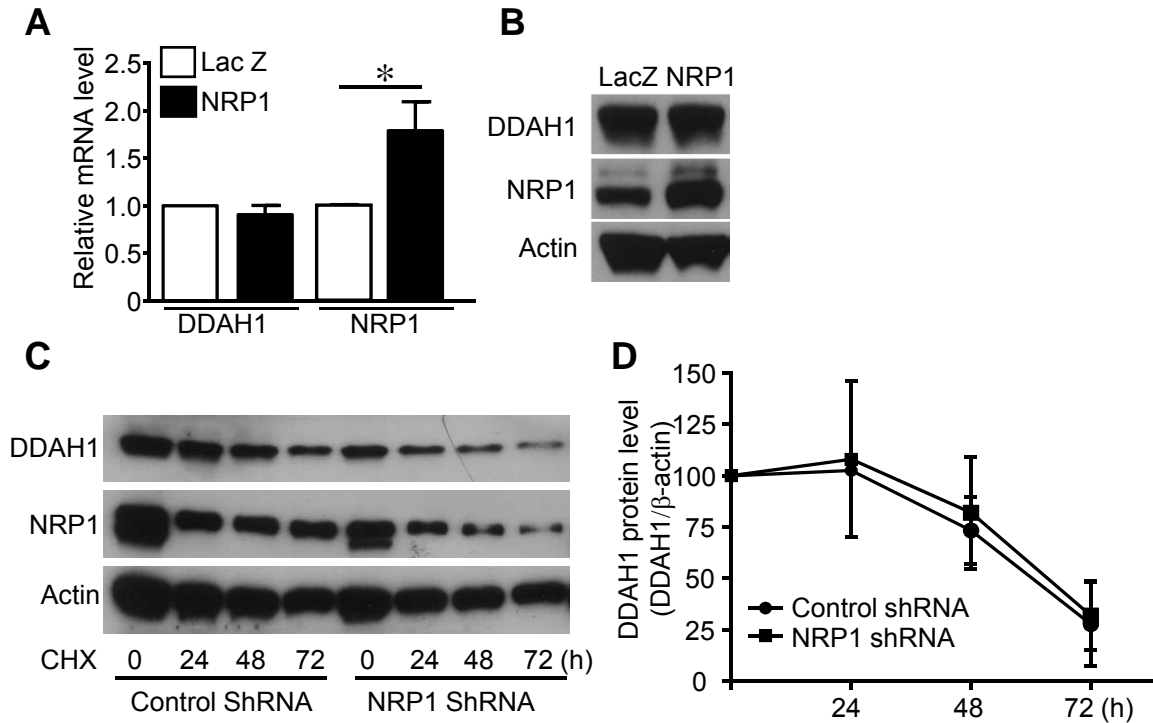 A
Relative mRNA level
2.5
2.0
1.5
1.0
0.5
0
Lac Z
NRP1
*
DDAH1 NRP1
B
LacZ NRP1
DDAH1
NRP1
Actin
C
DDAH1
NRP1
Actin
CHX 0 24 48 72 0 24 48 72 (h)
Control ShRNA NRP1 ShRNA
D
DDAH1 protein level
(DDAH1/β-actin)
150
125
100
75
50
25
0
Control shRNA
NRP1 shRNA
24 48 72 (h)